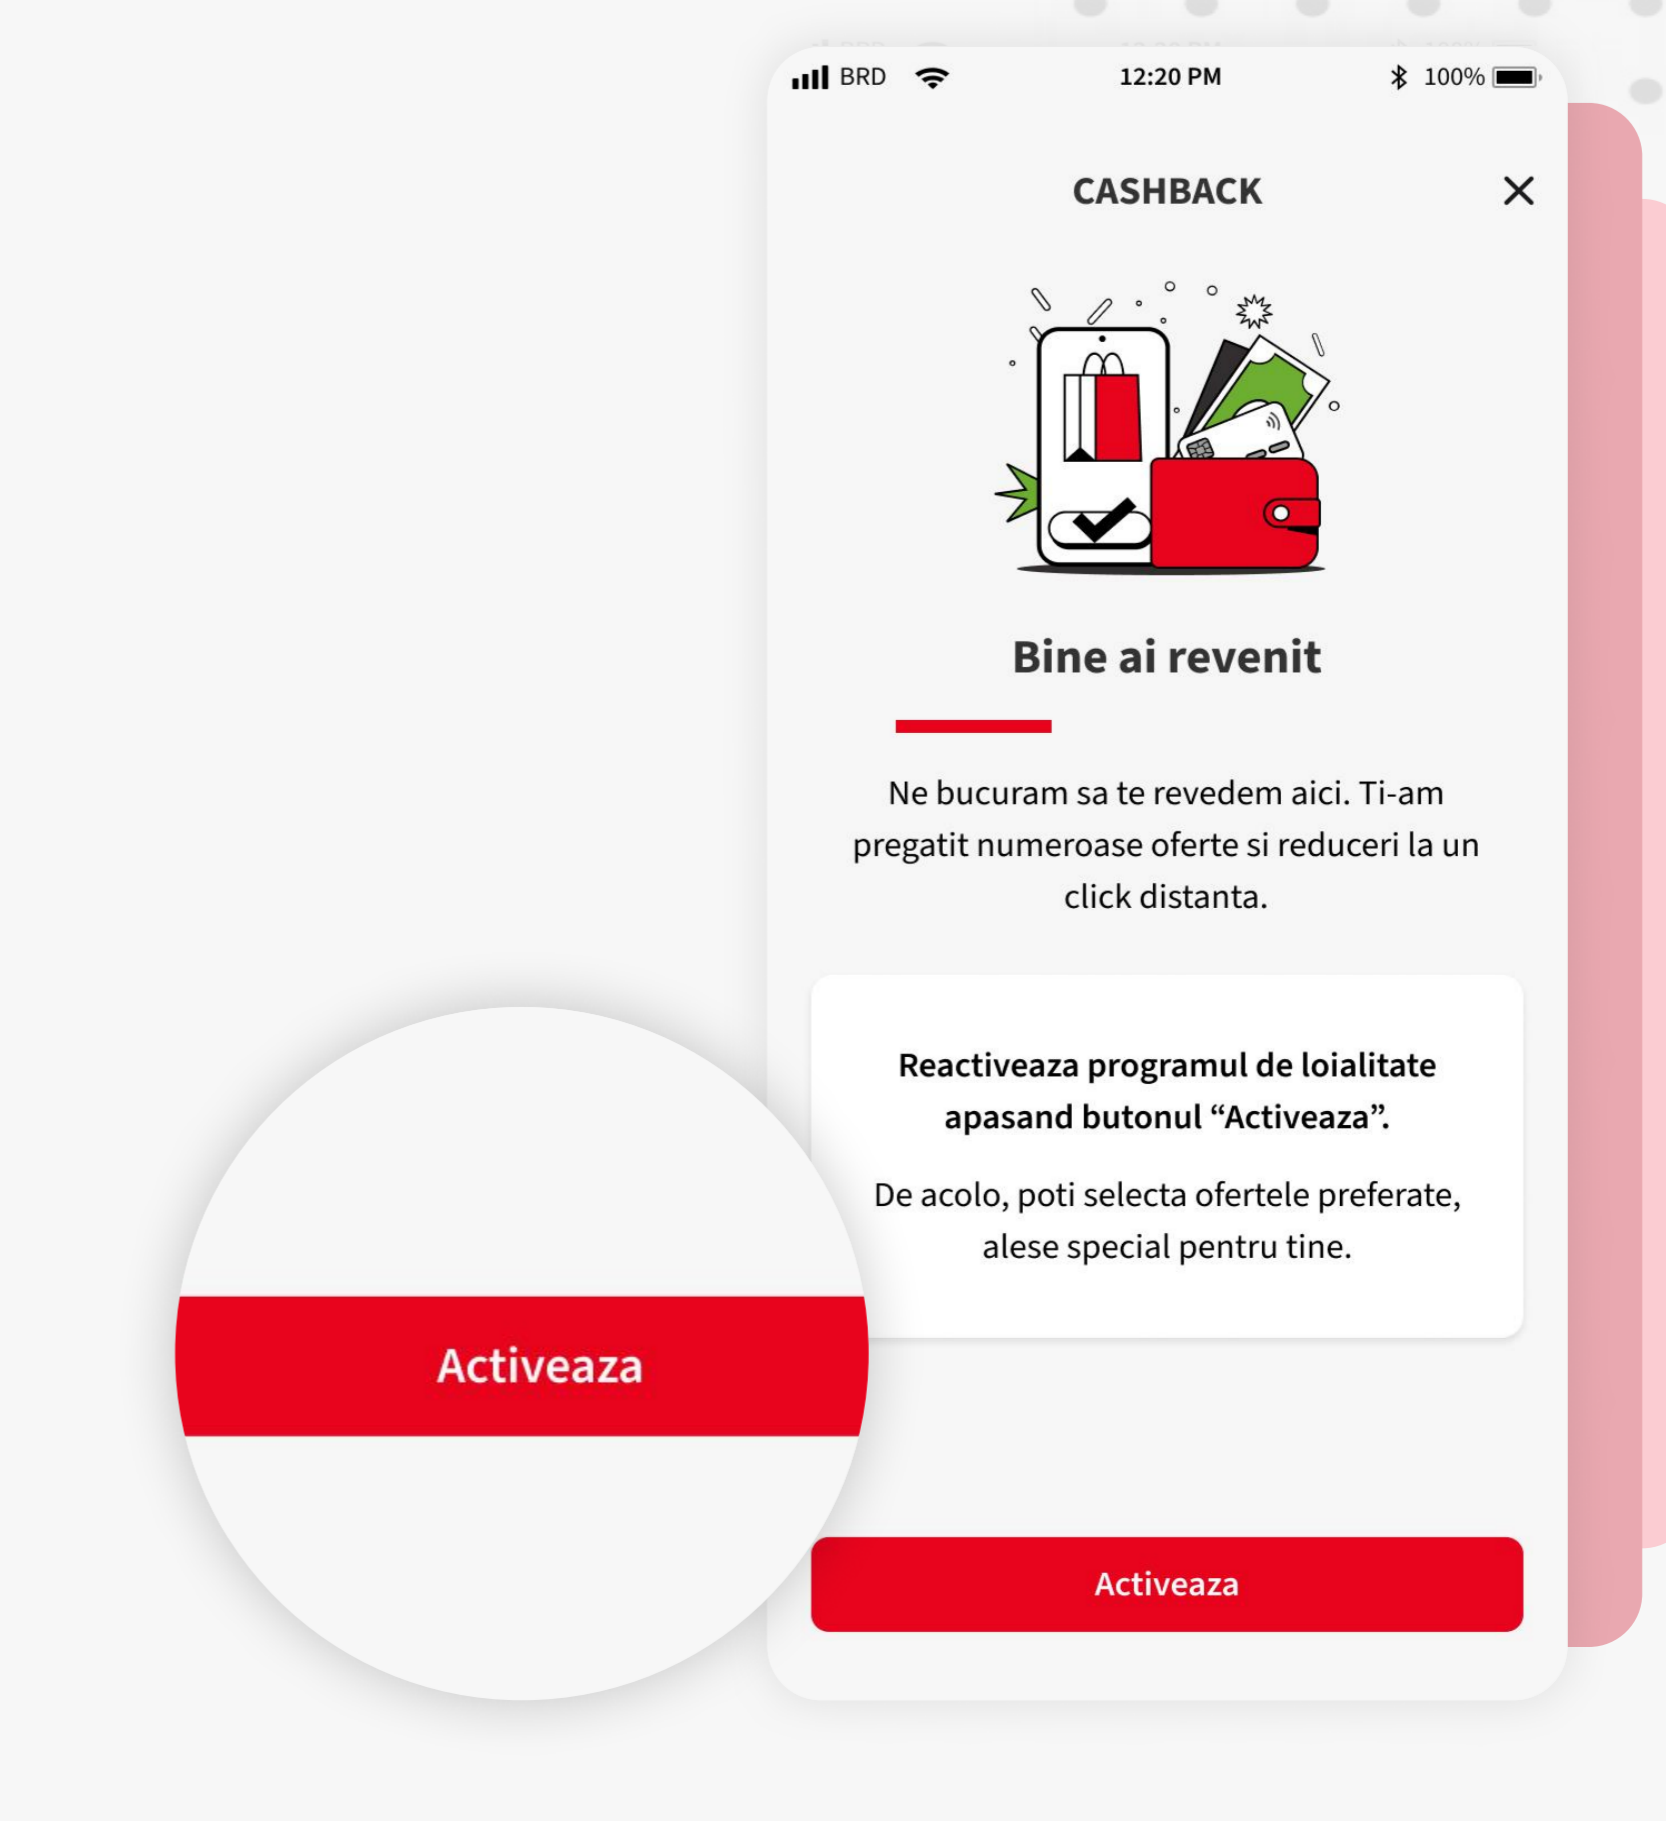 BRD 12:20 PM 100%
CASHBACK
Bine ai revenit
Ne bucuram sa te revedem aici. Ti-am
pregatit numeroase oferte si reduceri la un
click distanta.
Reactiveaza programul de loialitate
apasand butonul “Activeaza”.
De acolo, poti selecta ofertele preferate,
alese special pentru tine.
Activeaza
Activeaza